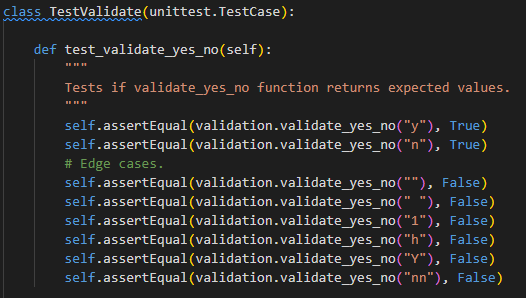 class TestValidate(unittest.TestCase):
def test_validate_yes_no(self):
"""
Tests if validate_yes_no function returns expected values.
"""
self.assertEqual(validation.validate_yes_no("y"), True)
self.assertEqual(validation.validate_yes_no("n"), True)
# Edge cases.
self.assertEqual(validation.validate_yes_no(""), False)
self.assertEqual(validation.validate_yes_no(" "), False)
self.assertEqual(validation.validate_yes_no("1"), False)
self.assertEqual(validation.validate_yes_no("h"), False)
self.assertEqual(validation.validate_yes_no("Y"), False)
self.assertEqual(validation.validate_yes_no("nn"), False)